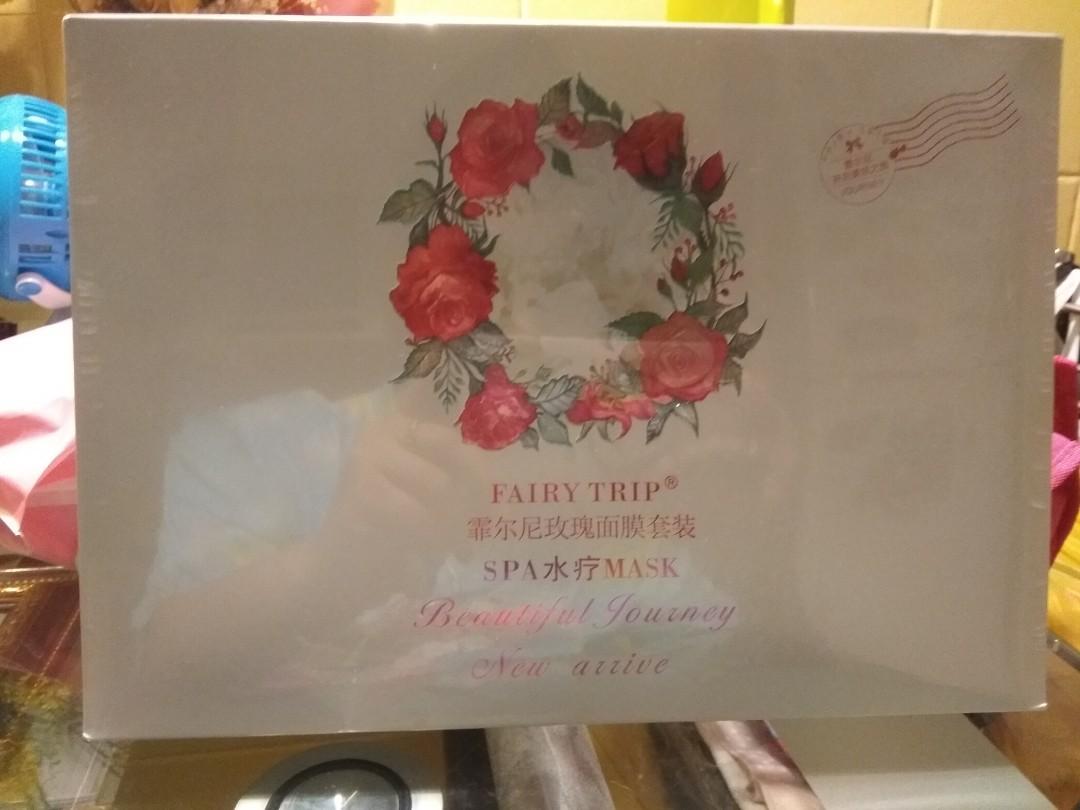 FAIRY TRIP®
霏尔尼玫瑰面膜套装
SPA水疗MASK
Beautiful Journey
New arrive